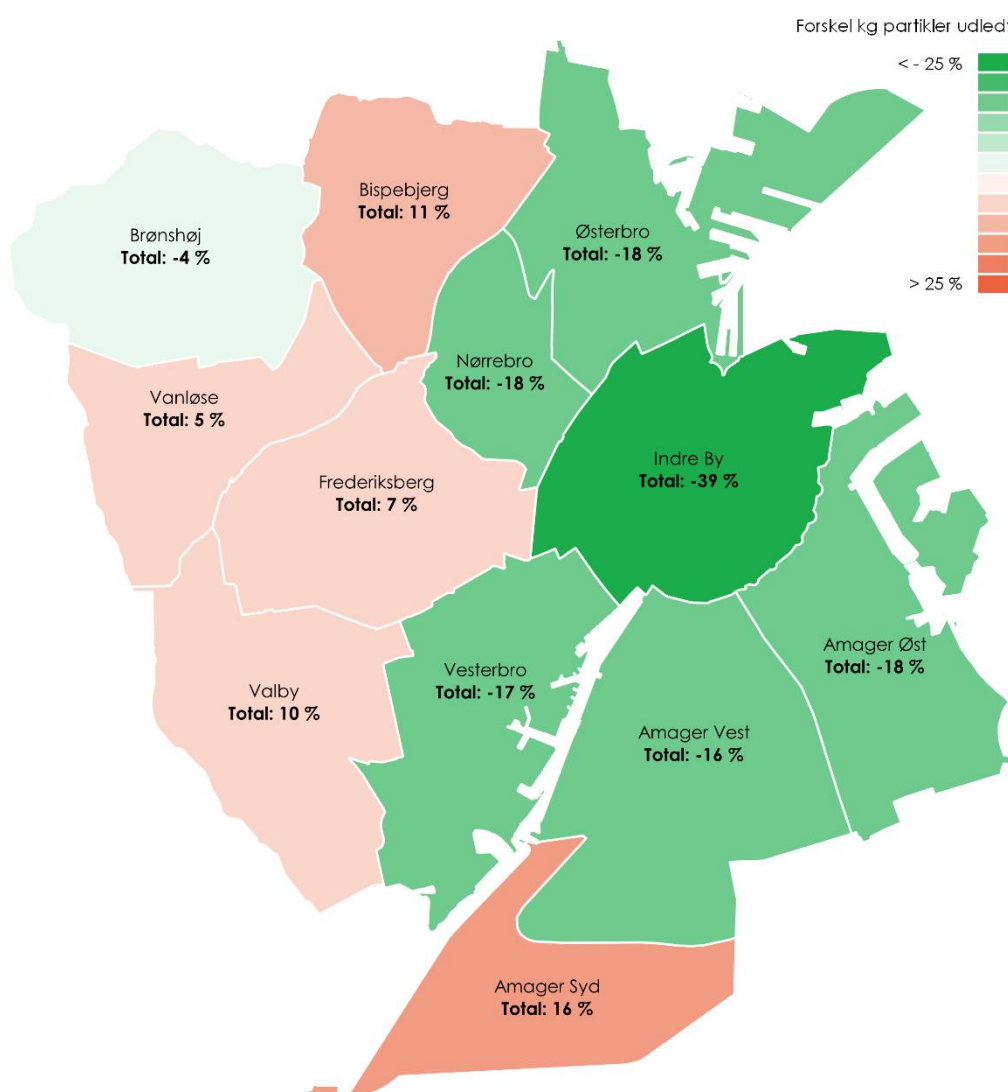 Forskel kg partikler udledt
< - 25 %
> 25 %
Bispebjerg
Total: 11 %
Brønshøj
Total: -4 %
Østerbro
Total: -18 %
Nørrebro
Total: -18 %
Vanløse
Total: 5 %
Frederiksberg
Total: 7 %
Indre By
Total: -39 %
Amager Øst
Total: -18 %
Vesterbro
Total: -17 %
Valby
Total: 10 %
Amager Vest
Total: -16 %
Amager Syd
Total: 16 %